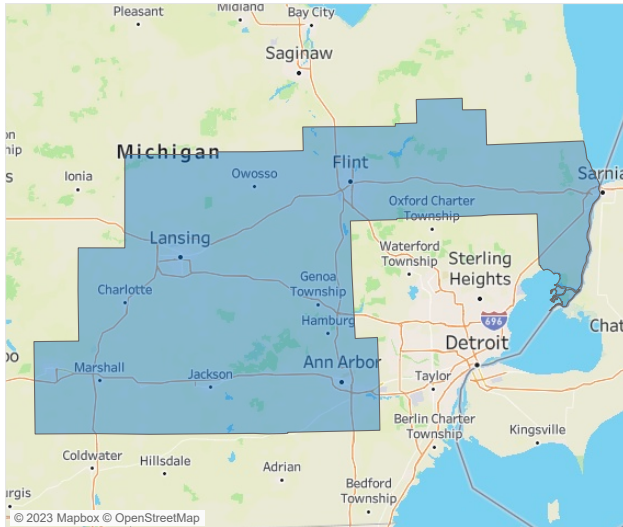 Pleasant
Midland
Bay City
Saginaw
Michigan
Ionia
Owosso
Flint
Sarnia
Oxford Charter
Township
Lansing
Waterford
Township
Sterling
Heights
Genoa
Township
Charlotte
Hamburg
696
Chat
Detroit
Marshall
Jackson
Ann Arbor
Taylor
Berlin Charter
Township
Kingsville
Coldwater
Hillsdale
Adrian
Bedford
Township
© 2023 Mapbox © OpenStreetMap